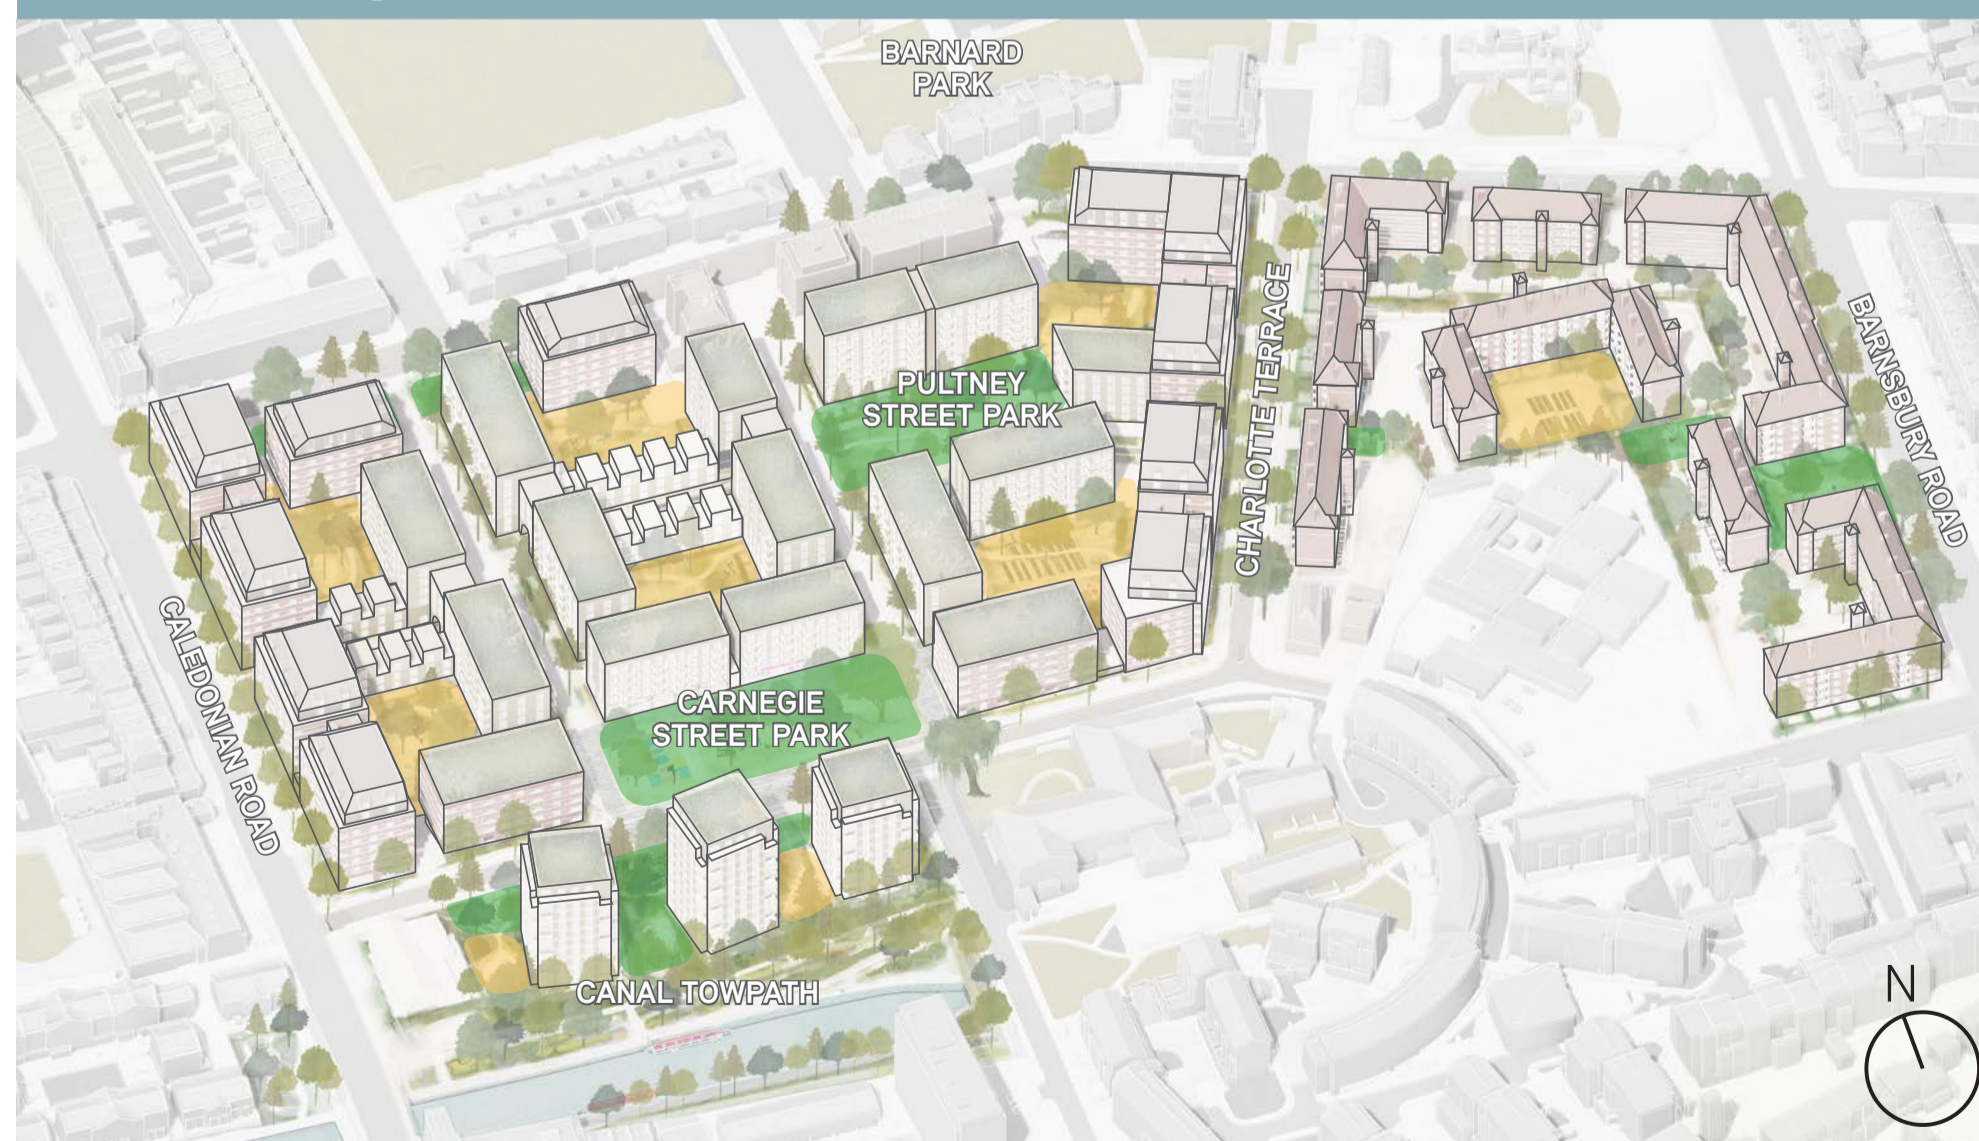 BARNARD
PARK
PULTNEY
STREET PARK
CHARLOTTE TERRACE
BARNSBURY ROAD
CALEDONIAN ROAD
CARNEGIE
STREET PARK
CANAL TOWPATH
N